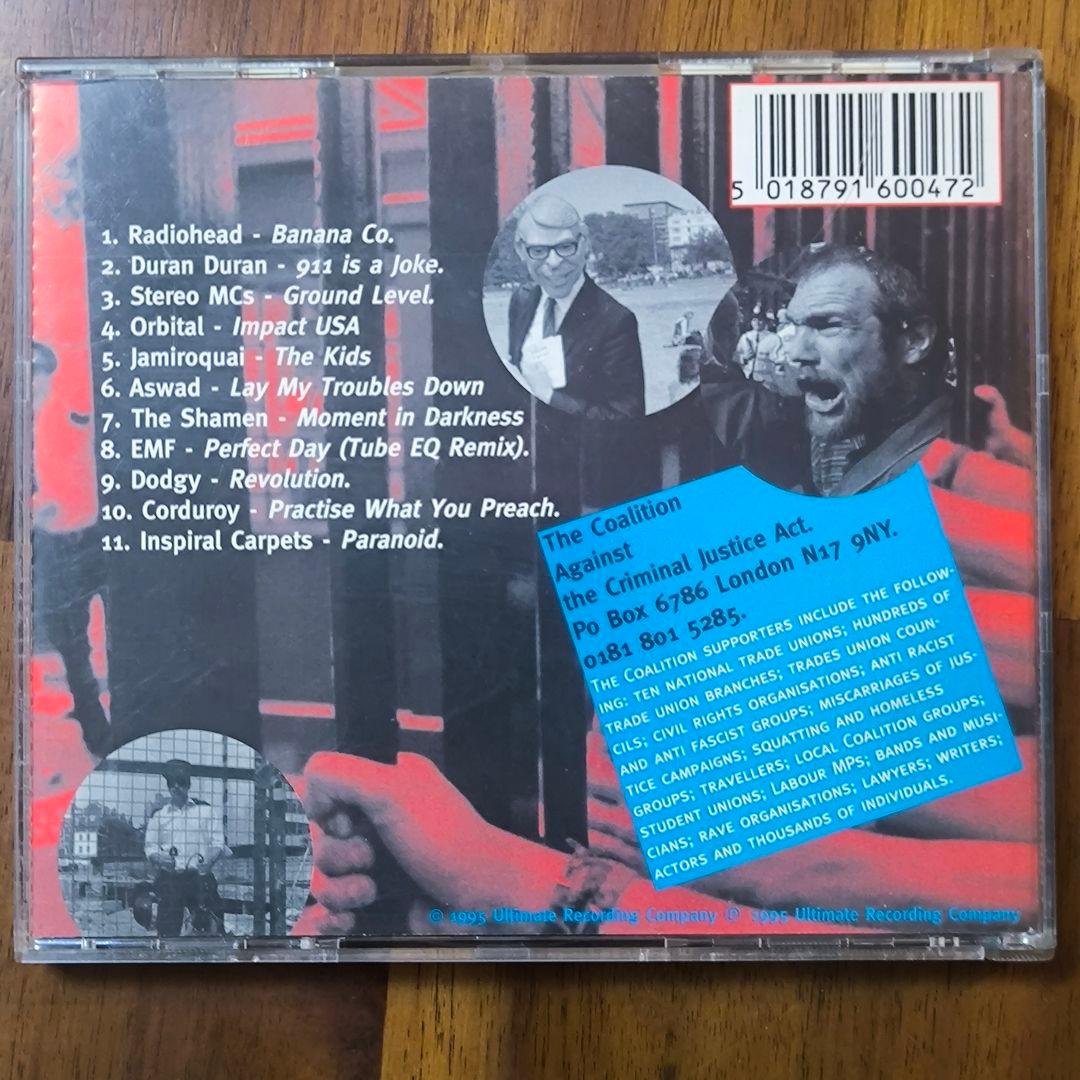 5 018791 600472
1. Radiohead - Banana Co.
2. Duran Duran - 911 is a Joke.
3. Stereo MCs - Ground Level.
4. Orbital - Impact USA
5. Jamiroquai - The Kids
6. Aswad - Lay My Troubles Down
7. The Shamen - Moment in Darkness
8. EMF - Perfect Day (Tube EQ Remix).
9. Dodgy - Revolution.
10. Corduroy - Practise What You Preach.
11. Inspiral Carpets - Paranoid.
The Coalition
Against
the Criminal Justice Act.
Po Box 6786 London N17 9NY.
0181 801 5285.
THE COALITION SUPPORTERS INCLUDE THE FOLLOW-
ING: TEN NATIONAL TRADE UNIONS; HUNDREDS OF
TRADE UNION BRANCHES; TRADES UNION COUN-
CILS; CIVIL RIGHTS ORGANISATIONS; ANTI RACIST
AND ANTI FASCIST GROUPS; MISCARRIAGES OF JUS-
TICE CAMPAIGNS; SQUATTING AND HOMELESS
GROUPS; TRAVELLERS; LOCAL COALITION GROUPS;
STUDENT UNIONS; LABOUR MPS; BANDS AND MUSI-
CIANS; RAVE ORGANISATIONS; LAWYERS; WRITERS;
ACTORS AND THOUSANDS OF INDIVIDUALS.
© 1995 Ultimate Recording Company ℗ 1995 Ultimate Recording Company